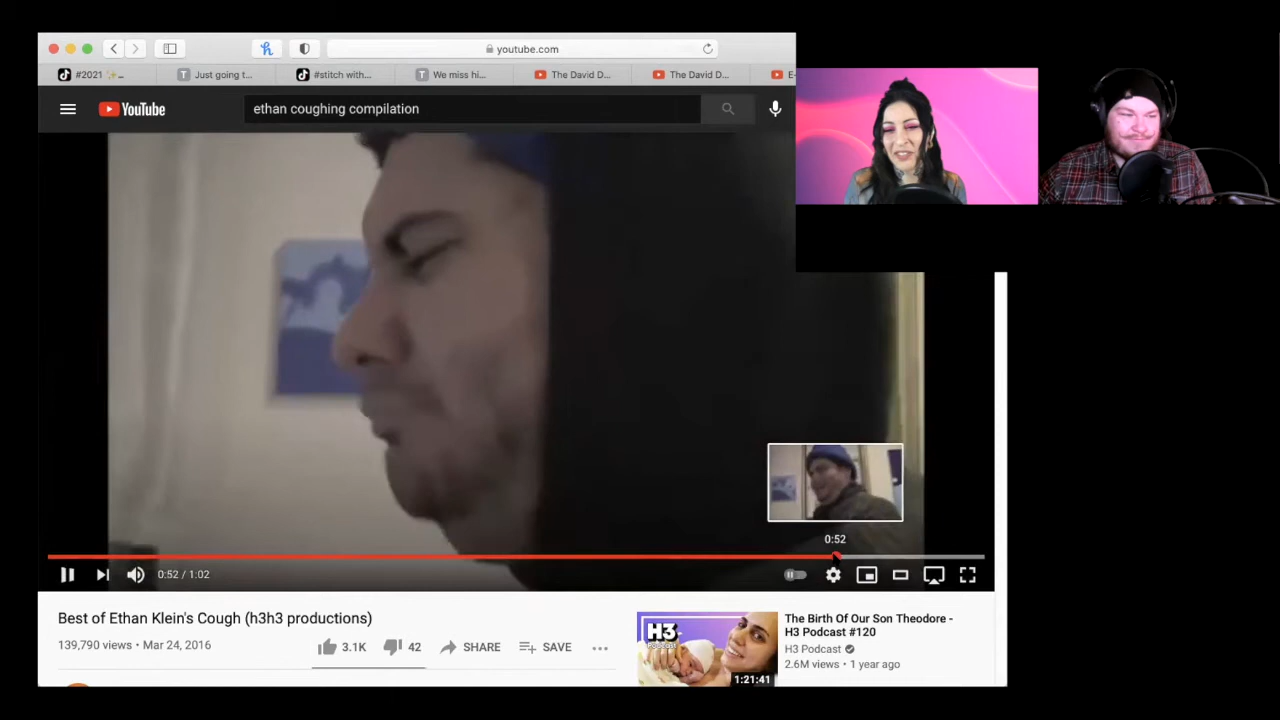 youtube.com
#2021 ✨_
Just going t...
#stitch with...
We miss hi...
The David D...
The David D...
E-
YouTube
ethan coughing compilation
0:52
0:52 / 1:02
Best of Ethan Klein's Cough (h3h3 productions)
139,790 views • Mar 24, 2016
3.1K
42
SHARE
SAVE
H3
Podcast
1:21:41
The Birth Of Our Son Theodore -
H3 Podcast #120
H3 Podcast
2.6M views • 1 year ago